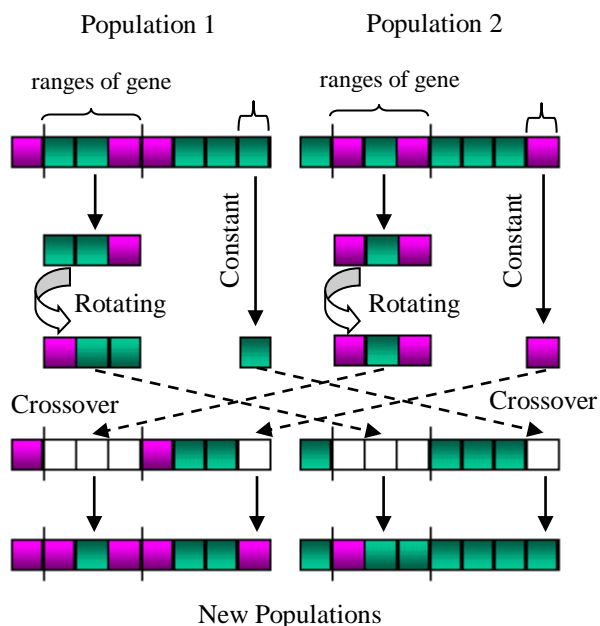 Population 1
Population 2
ranges of gene
ranges of gene
Constant
Constant
Rotating
Rotating
Crossover
Crossover
New Populations